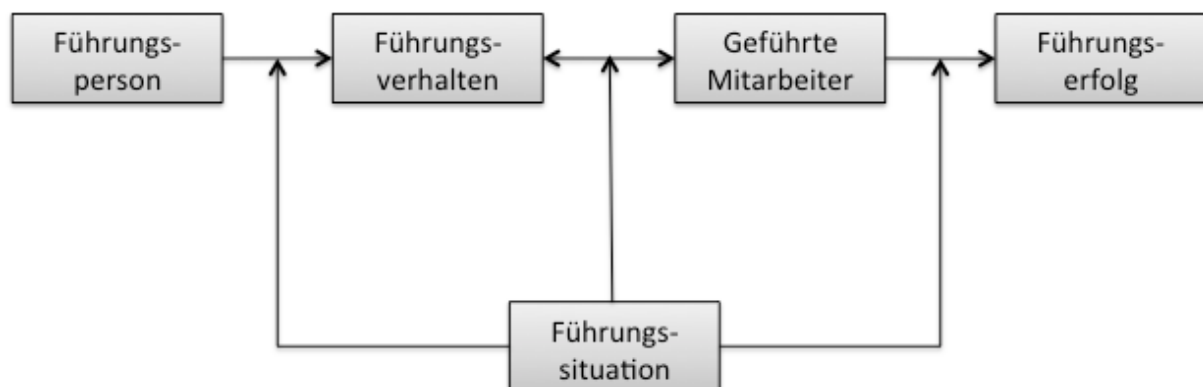 Führungs-
person
Führungs-
verhalten
Geführte
Mitarbeiter
Führungs-
erfolg
Führungs-
situation